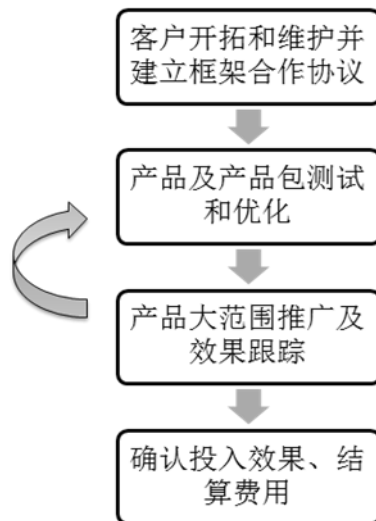 客户开拓和维护并
建立框架合作协议
产品及产品包测试
和优化
产品大范围推广及
效果跟踪
确认投入效果、结
算费用